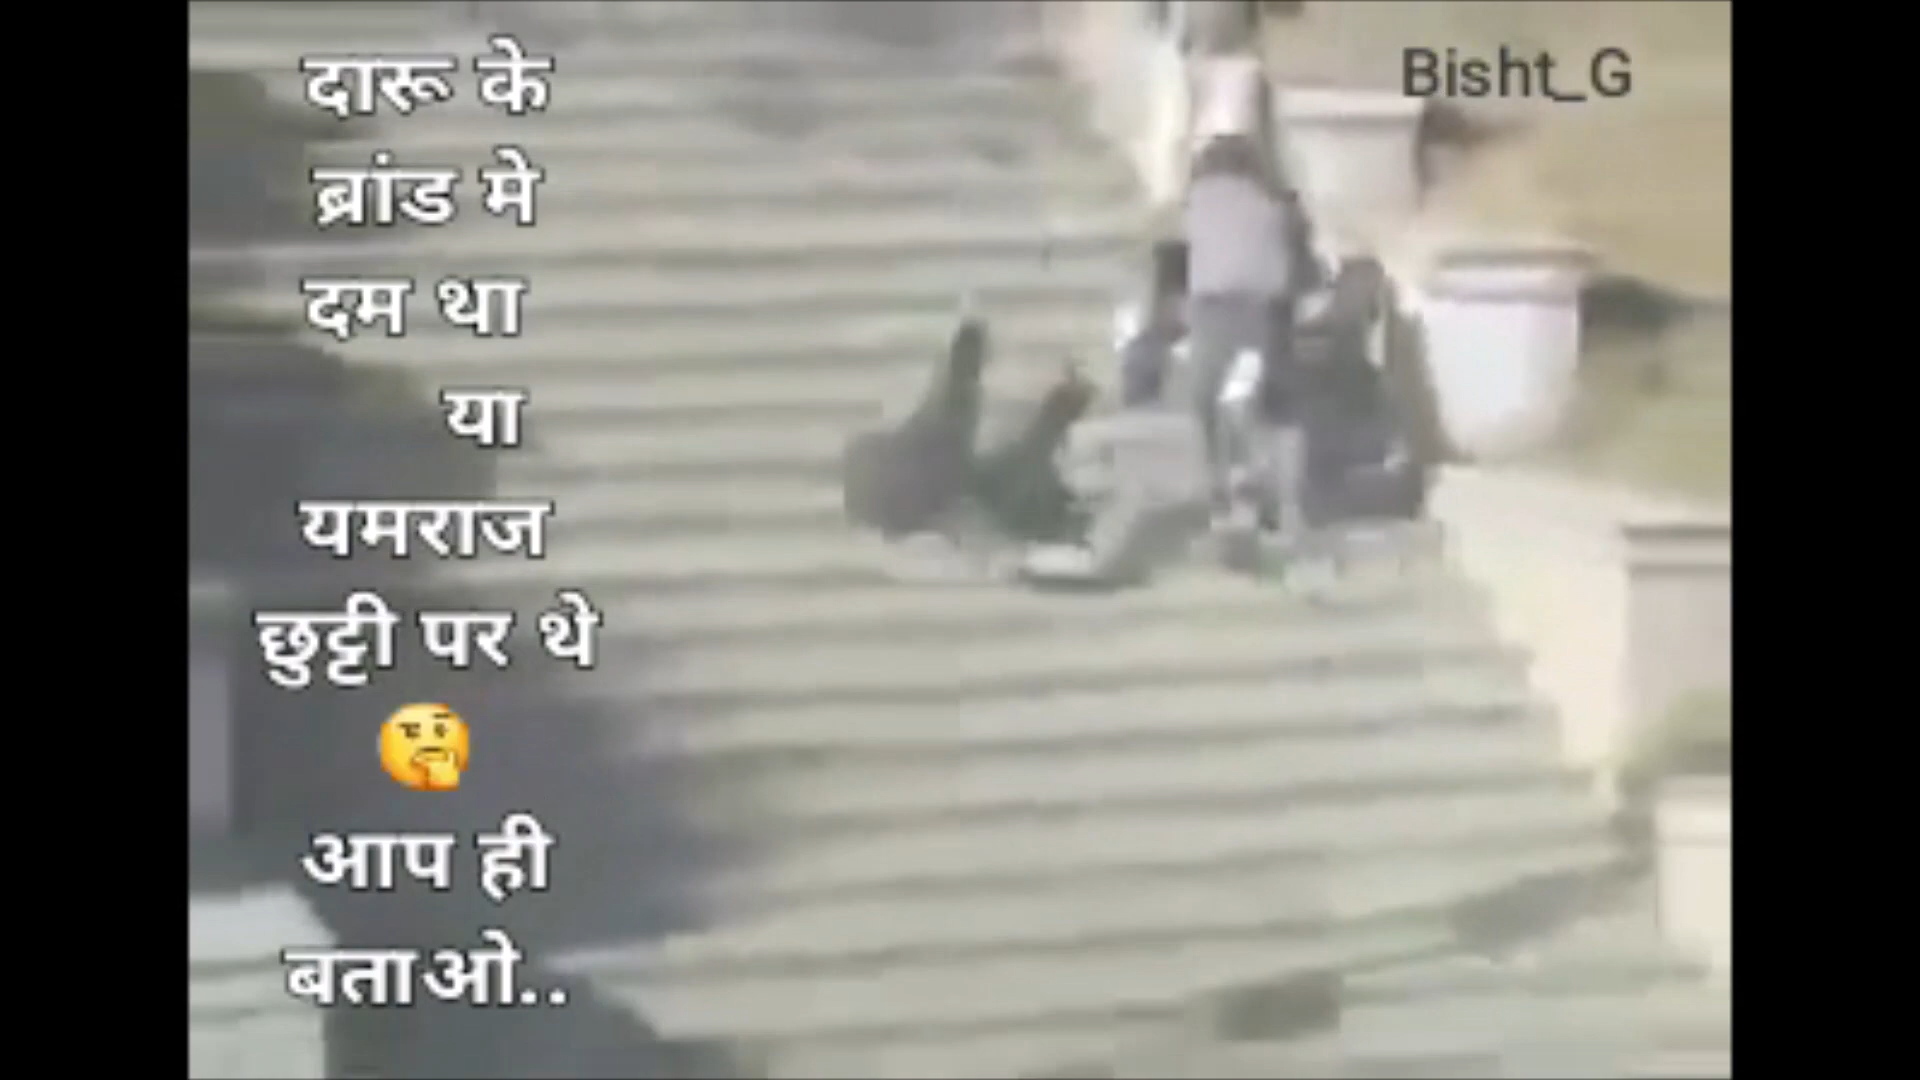 दारू के
ब्रांड मे
दम था
या
यमराज
छुट्टी पर थे
🤔
आप ही
बताओ..
Bisht_G